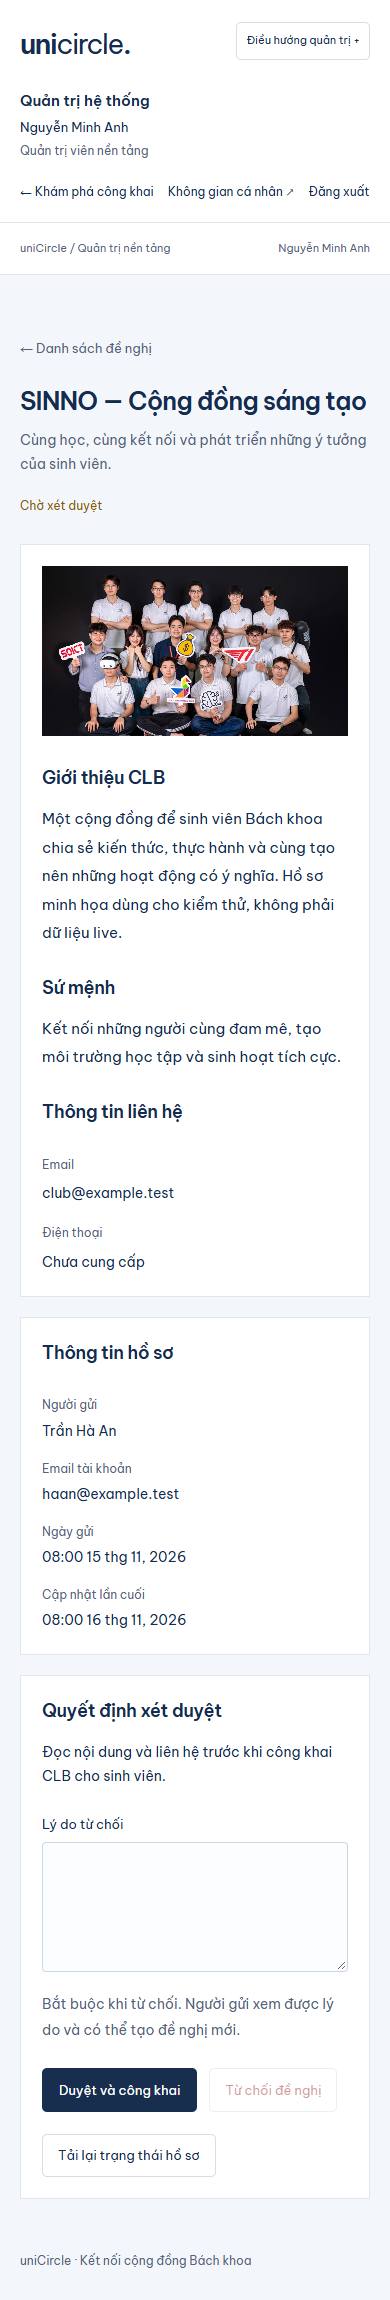 unicircle.
Điều hướng quản trị +
Quản trị hệ thống
Nguyễn Minh Anh
Quản trị viên nền tảng
← Khám phá công khai Không gian cá nhân ↗ Đăng xuất
uniCircle / Quản trị nền tảng Nguyễn Minh Anh
← Danh sách đề nghị
SINNO — Cộng đồng sáng tạo
Cùng học, cùng kết nối và phát triển những ý tưởng
của sinh viên.
Chờ xét duyệt
SOICT
Giới thiệu CLB
Một cộng đồng để sinh viên Bách khoa
chia sẻ kiến thức, thực hành và cùng tạo
nên những hoạt động có ý nghĩa. Hồ sơ
minh họa dùng cho kiểm thử, không phải
dữ liệu live.
Sứ mệnh
Kết nối những người cùng đam mê, tạo
môi trường học tập và sinh hoạt tích cực.
Thông tin liên hệ
Email
club@example.test
Điện thoại
Chưa cung cấp
Thông tin hồ sơ
Người gửi
Trần Hà An
Email tài khoản
haan@example.test
Ngày gửi
08:00 15 thg 11, 2026
Cập nhật lần cuối
08:00 16 thg 11, 2026
Quyết định xét duyệt
Đọc nội dung và liên hệ trước khi công khai
CLB cho sinh viên.
Lý do từ chối
Bắt buộc khi từ chối. Người gửi xem được lý
do và có thể tạo đề nghị mới.
Duyệt và công khai Từ chối đề nghị
Tải lại trạng thái hồ sơ
uniCircle · Kết nối cộng đồng Bách khoa